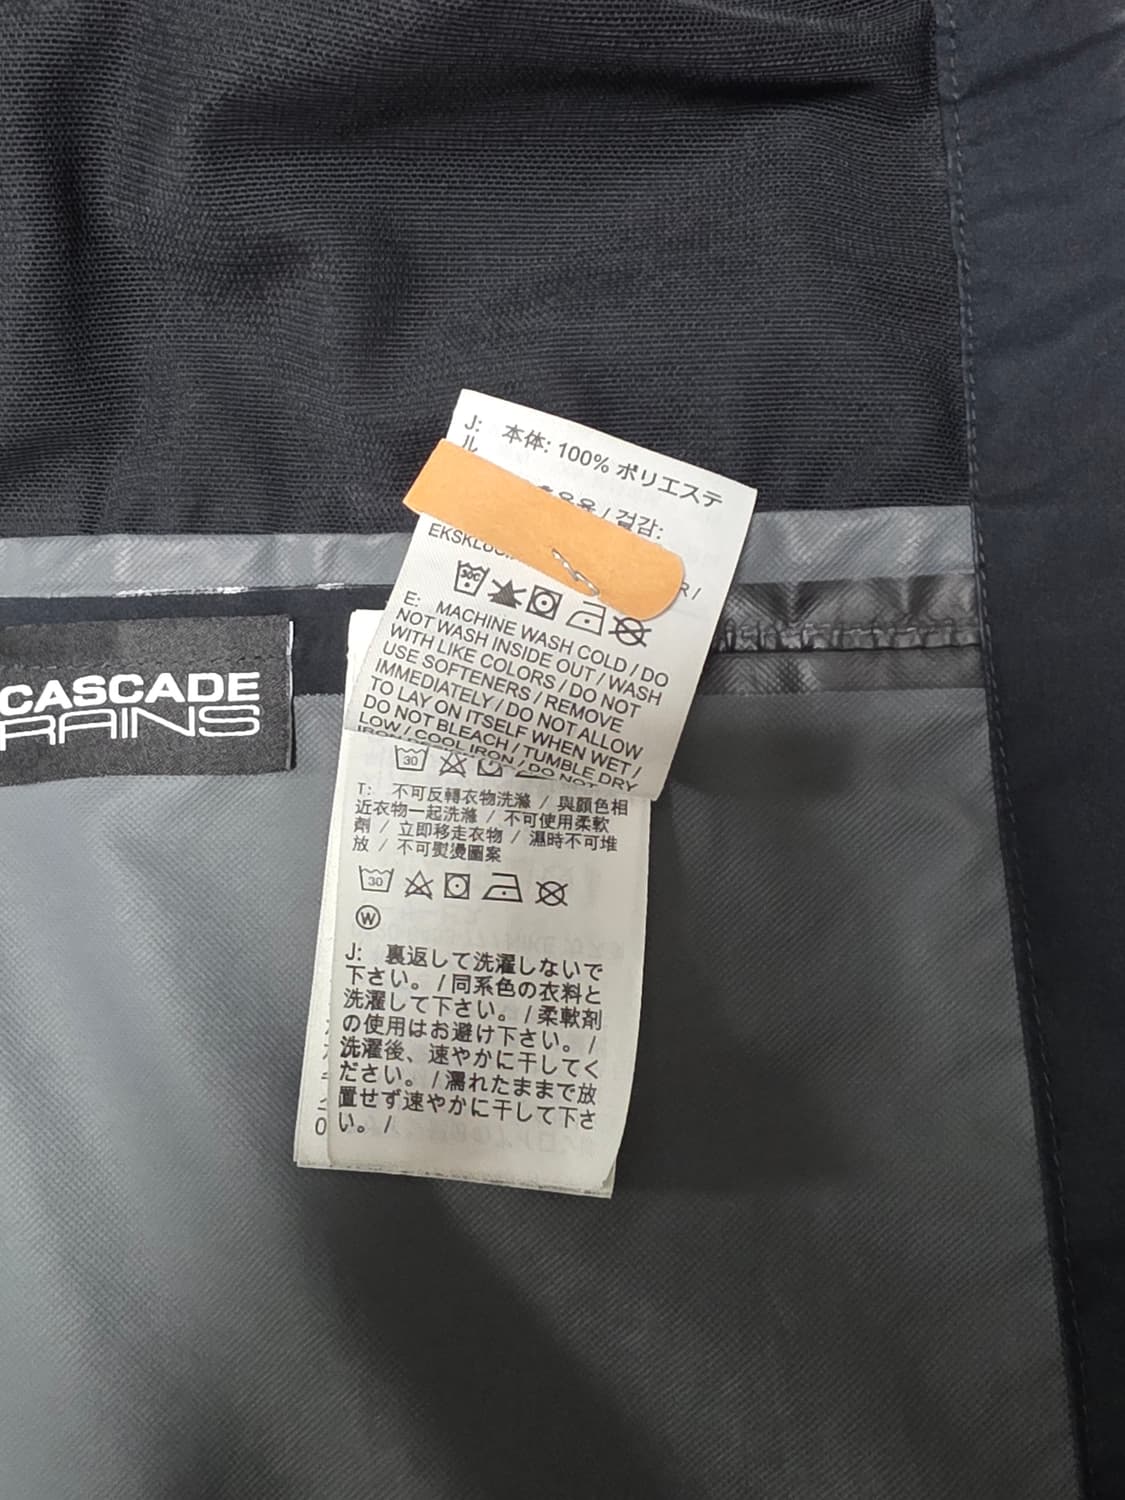 J: 本体: 100% ポリエステ
ル
/ 겉감:
R /
30C
E: MACHINE WASH COLD / DO
NOT WASH INSIDE OUT / WASH
WITH LIKE COLORS / DO NOT
USE SOFTENERS / REMOVE
IMMEDIATELY / DO NOT ALLOW
TO LAY ON ITSELF WHEN WET /
DO NOT BLEACH / TUMBLE DRY
LOW / COOL IRON / DO NOT
CASCADE
RAINS
30
T: 不可反轉衣物洗滌 / 與顏色相
近衣物一起洗滌 / 不可使用柔軟
劑 / 立即移走衣物 / 濕時不可堆
放 / 不可熨燙圖案
30
W
J: 裏返して洗濯しないで
下さい。 / 同系色の衣料と
洗濯して下さい。 / 柔軟剤
の使用はお避け下さい。 /
洗濯後、速やかに干してく
ださい。 / 濡れたままで放
置せず速やかに干して下さ
い。 /
0